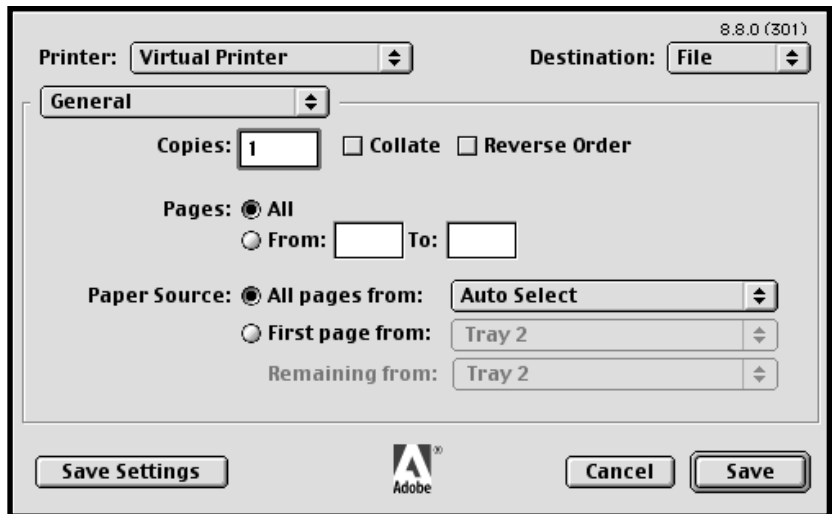 8.8.0 (301)
Printer: Virtual Printer Destination: File
General
Copies: 1 Collate Reverse Order
Pages: All
From: To:
Paper Source: All pages from: Auto Select
First page from: Tray 2
Remaining from: Tray 2
Save Settings Adobe® Cancel Save